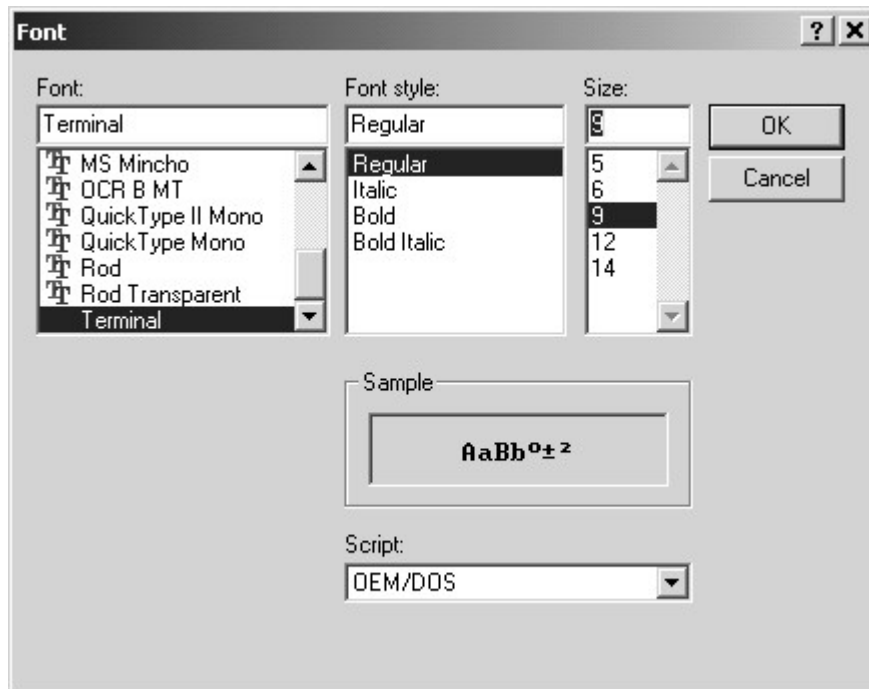 Font
Font:
Terminal
MS Mincho
OCR B MT
QuickType II Mono
QuickType Mono
Rod
Rod Transparent
Terminal
Font style:
Regular
Regular
Italic
Bold
Bold Italic
Size:
9
5
6
9
12
14
OK
Cancel
Sample
AaBbº±²
Script:
OEM/DOS